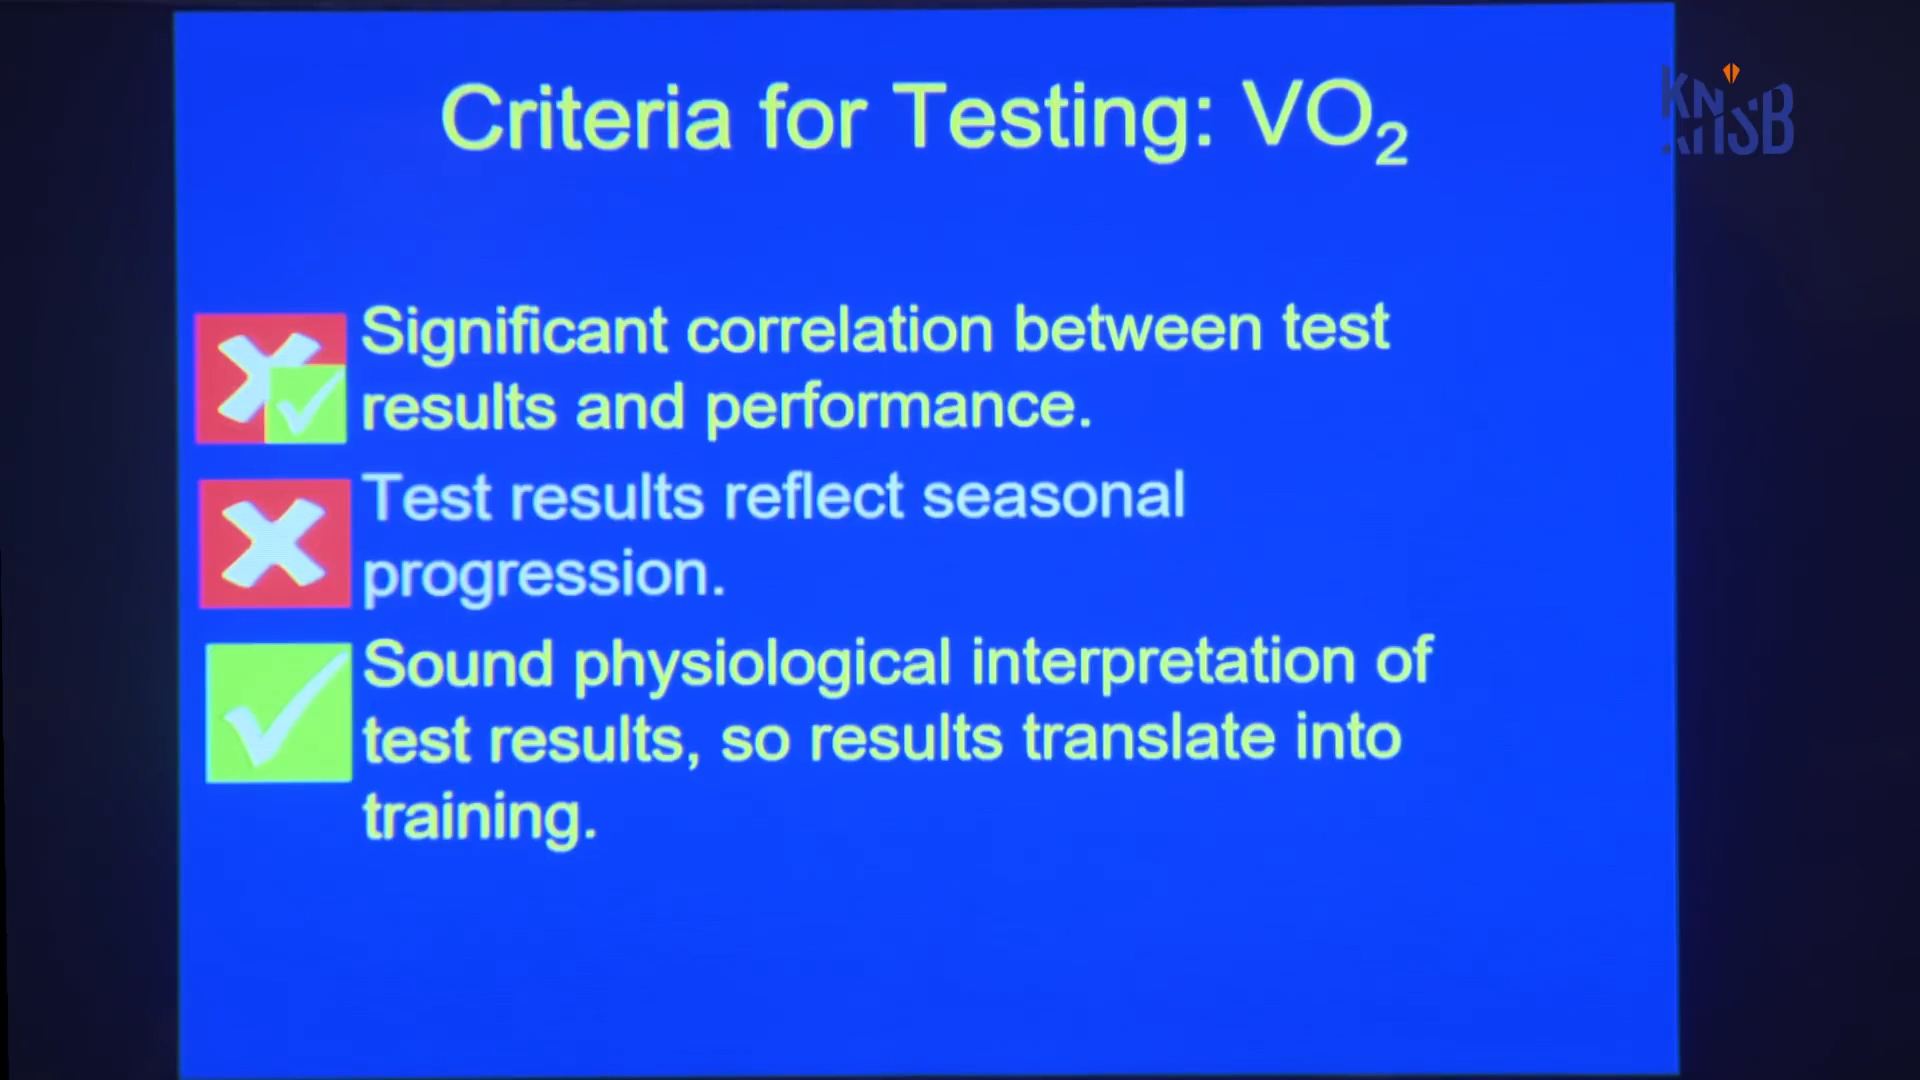 Criteria for Testing: VO₂
KNSB
Significant correlation between test
results and performance.
Test results reflect seasonal
progression.
Sound physiological interpretation of
test results, so results translate into
training.